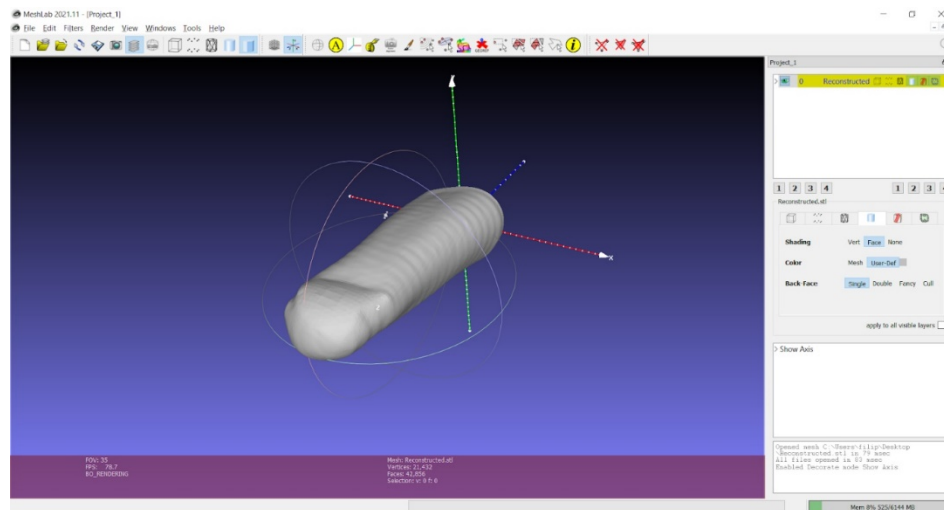 MeshLab 2021.11 - [Project_1]
File Edit Filters Render View Windows Tools Help
Project_1
0 Reconstructed
1 2 3 4 1 2 3
Reconstructed.stl
Shading Vert Face None
Color Mesh User-Def
Back-Face Single Double Fancy Cull
apply to all visible layers
Show Axis
Y
X
FOV: 35
FPS: 70.7
BO_RENDERING
Mesh: Reconstructed.stl
Vertices: 21,432
Faces: 42,856
Selection: v: 0 f: 0
Opened mesh C:\Users\filip\Desktop
\Reconstructed.stl in 79 msec
All files opened in 83 msec
Enabled Decorate mode Show Axis
Mem 8% 525/6144 MB